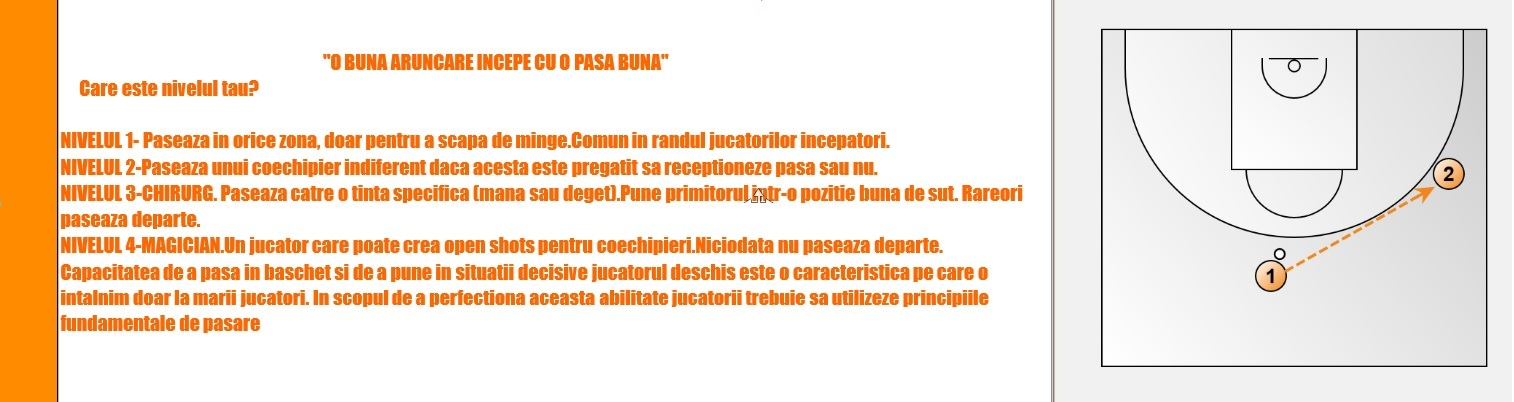 "O BUNA ARUNCARE INCEPE CU O PASA BUNA"
Care este nivelul tau?
NIVELUL 1- Paseaza in orice zona, doar pentru a scapa de minge.Comun in randul jucatorilor incepatori.
NIVELUL 2-Paseaza unui coechipier indiferent daca acesta este pregatit sa receptioneze pasa sau nu.
NIVELUL 3-CHIRURG. Paseaza catre o tinta specifica (mana sau deget).Pune primitorul intr-o pozitie buna de sut. Rareori
paseaza departe.
NIVELUL 4-MAGICIAN.Un jucator care poate crea open shots pentru coechipieri.Niciodata nu paseaza departe.
Capacitatea de a pasa in baschet si de a pune in situatii decisive jucatorul deschis este o caracteristica pe care o
intalnim doar la marii jucatori. In scopul de a perfectiona aceasta abilitate jucatorii trebuie sa utilizeze principiile
fundamentale de pasare
2
1